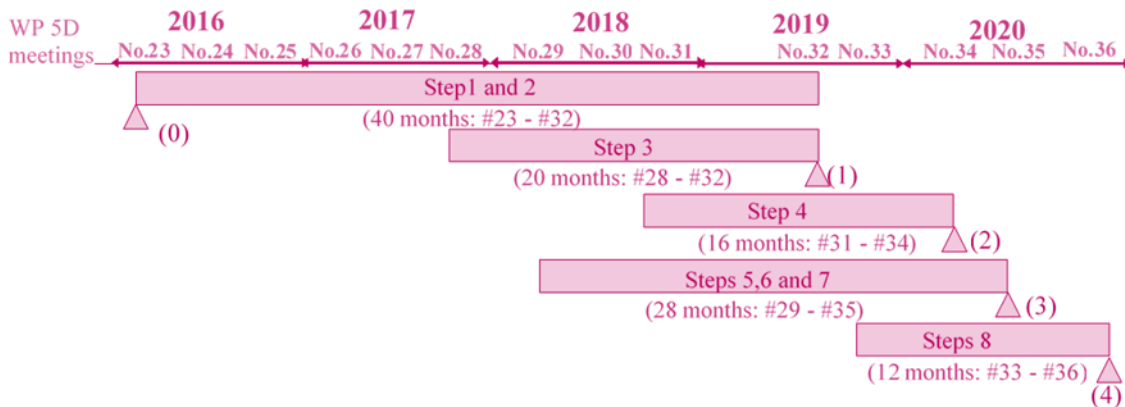 WP 5D
meetings
2016 2017 2018 2019 2020
No.23 No.24 No.25 No.26 No.27 No.28 No.29 No.30 No.31 No.32 No.33 No.34 No.35 No.36
Step1 and 2
(0)
(40 months: #23 - #32)
Step 3
(20 months: #28 - #32)
(1)
Step 4
(16 months: #31 - #34)
(2)
Steps 5,6 and 7
(28 months: #29 - #35)
(3)
Steps 8
(12 months: #33 - #36)
(4)